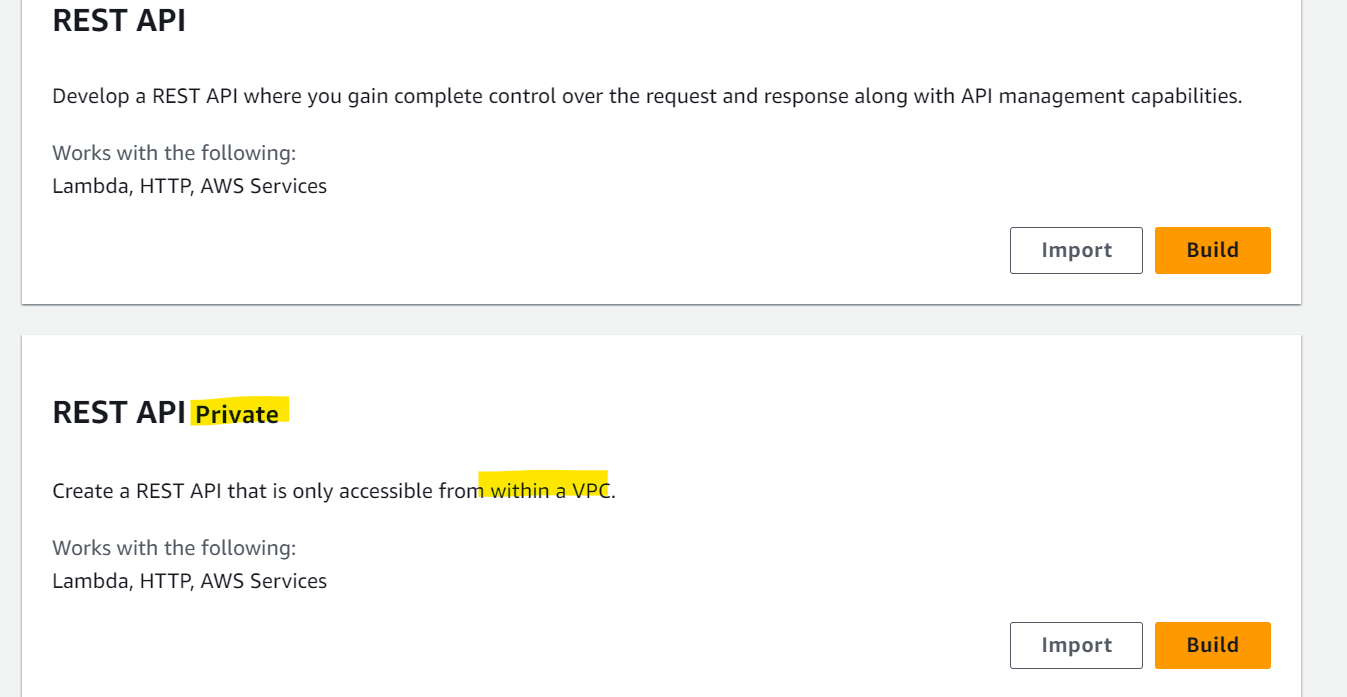 REST API
Develop a REST API where you gain complete control over the request and response along with API management capabilities.
Works with the following:
Lambda, HTTP, AWS Services
Import
Build
REST API Private
Create a REST API that is only accessible from within a VPC.
Works with the following:
Lambda, HTTP, AWS Services
Import
Build